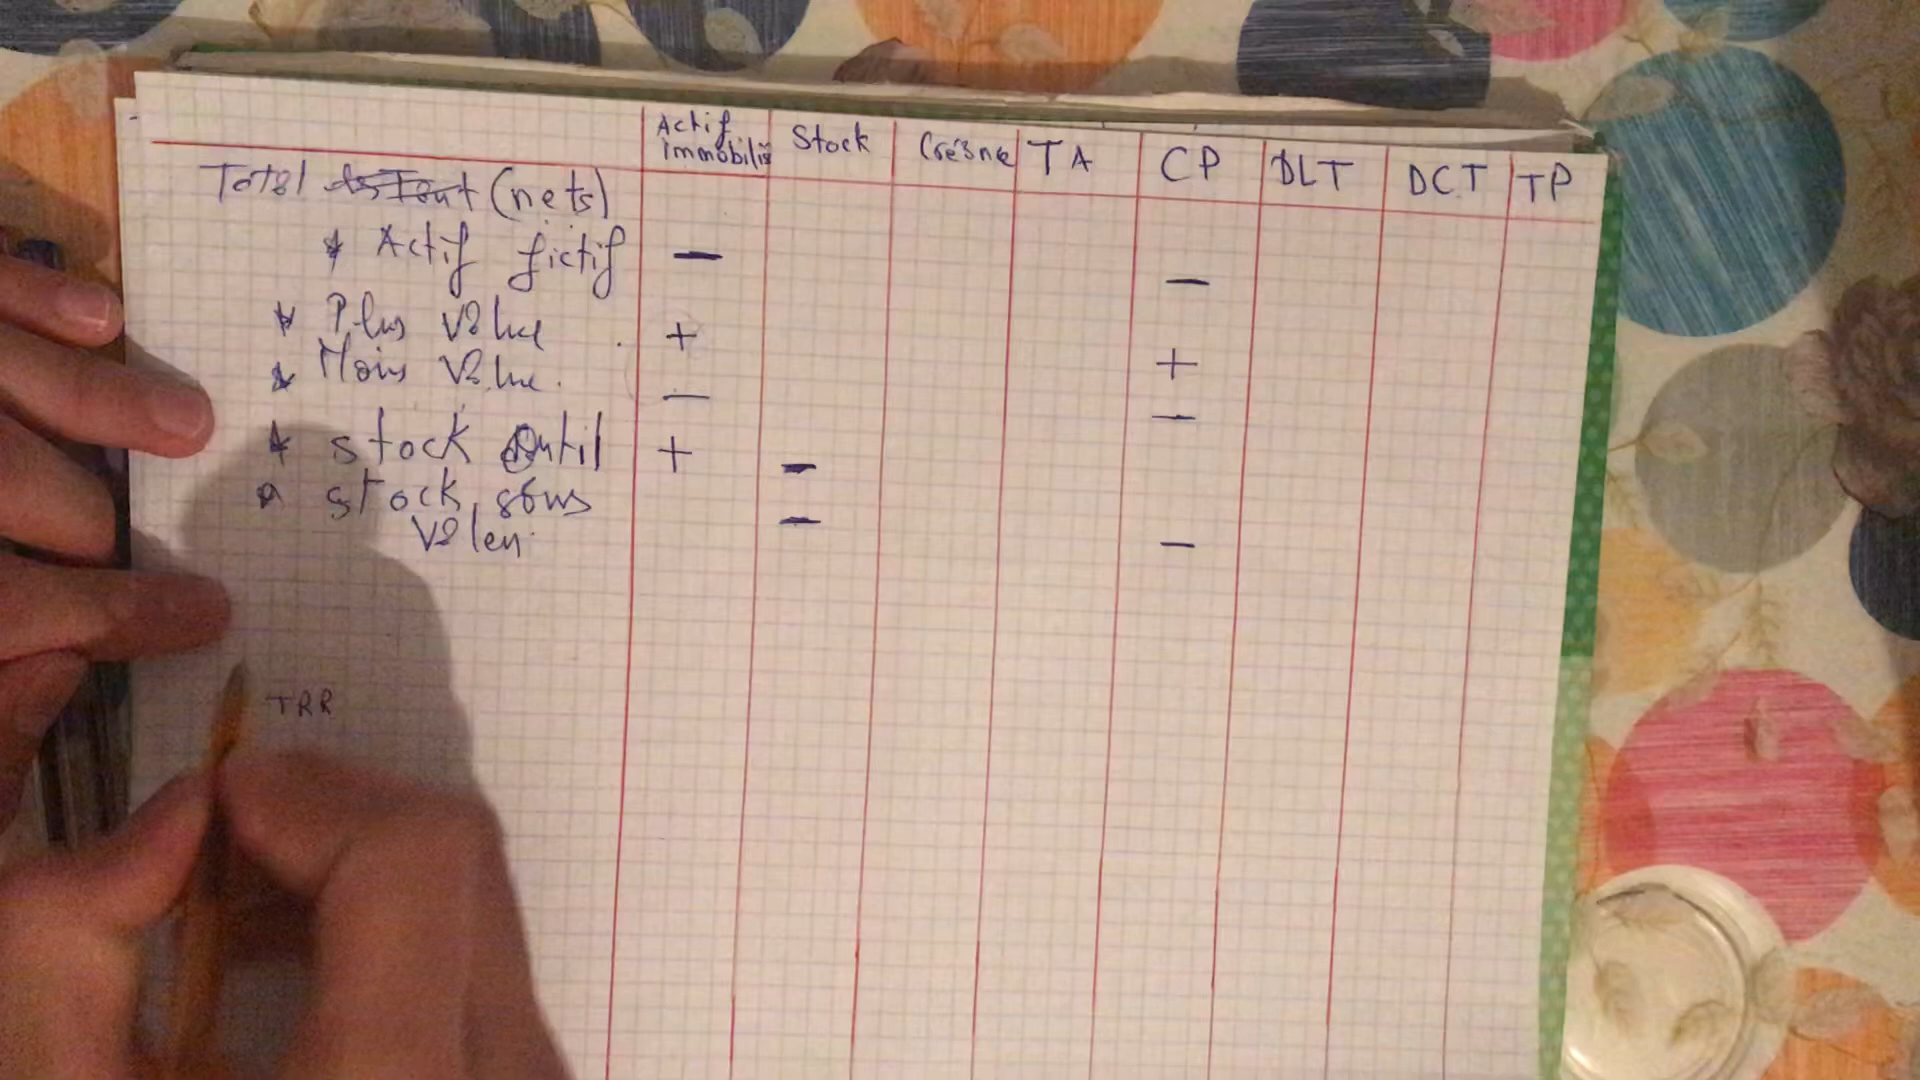 Actif immobilisé Stock Créance TA CP DLT DCT TP
Total (nets)
* Actif fictif — —
* Plus value + +
* Moins value. — —
* stock outil + —
* stock sans — —
valeur
TRR